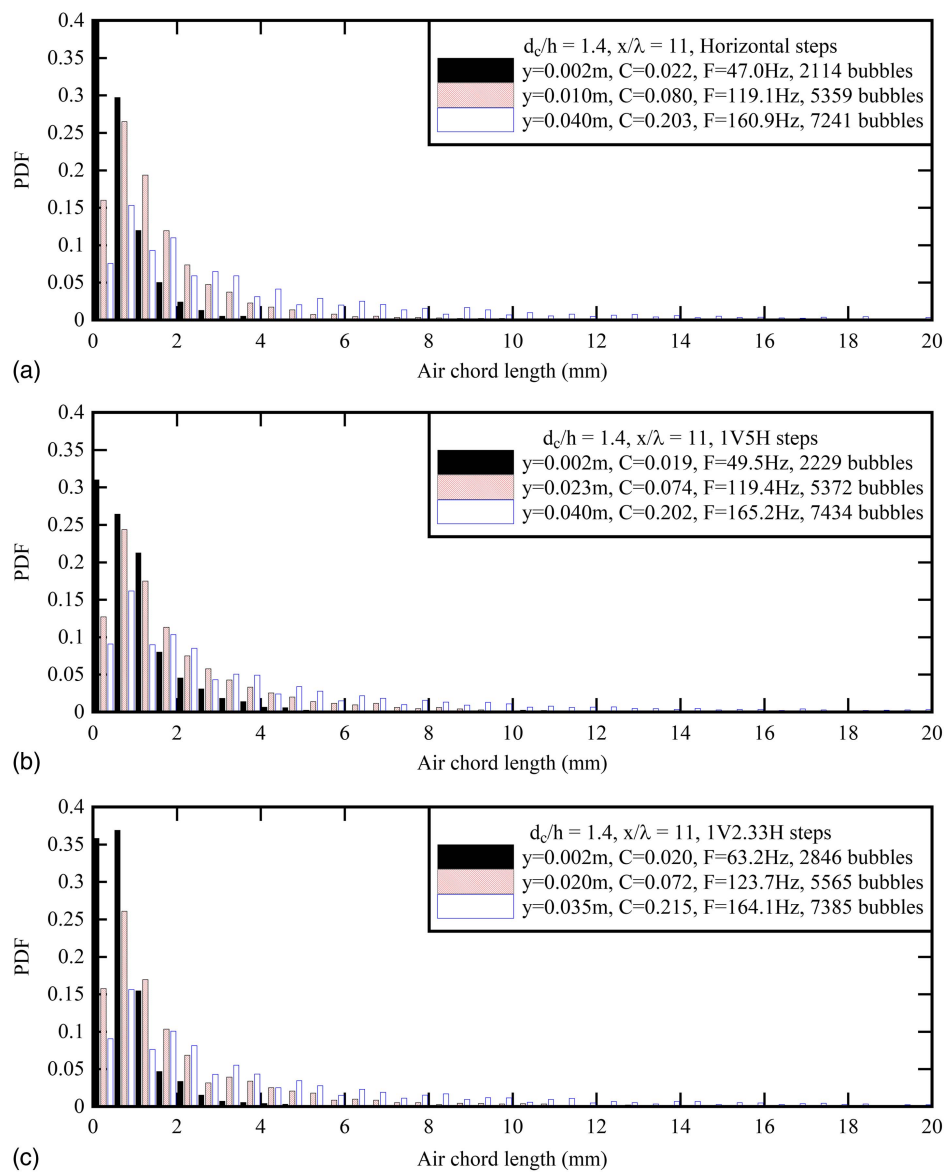 0.4
0.35
0.3
0.25
0.2
0.15
0.1
0.05
0
PDF
d_c/h = 1.4, x/λ = 11, Horizontal steps
y=0.002m, C=0.022, F=47.0Hz, 2114 bubbles
y=0.010m, C=0.080, F=119.1Hz, 5359 bubbles
y=0.040m, C=0.203, F=160.9Hz, 7241 bubbles
0 2 4 6 8 10 12 14 16 18 20
(a) Air chord length (mm)
0.4
0.35
0.3
0.25
0.2
0.15
0.1
0.05
0
PDF
d_c/h = 1.4, x/λ = 11, 1V5H steps
y=0.002m, C=0.019, F=49.5Hz, 2229 bubbles
y=0.023m, C=0.074, F=119.4Hz, 5372 bubbles
y=0.040m, C=0.202, F=165.2Hz, 7434 bubbles
0 2 4 6 8 10 12 14 16 18 20
(b) Air chord length (mm)
0.4
0.35
0.3
0.25
0.2
0.15
0.1
0.05
0
PDF
d_c/h = 1.4, x/λ = 11, 1V2.33H steps
y=0.002m, C=0.020, F=63.2Hz, 2846 bubbles
y=0.020m, C=0.072, F=123.7Hz, 5565 bubbles
y=0.035m, C=0.215, F=164.1Hz, 7385 bubbles
0 2 4 6 8 10 12 14 16 18 20
(c) Air chord length (mm)